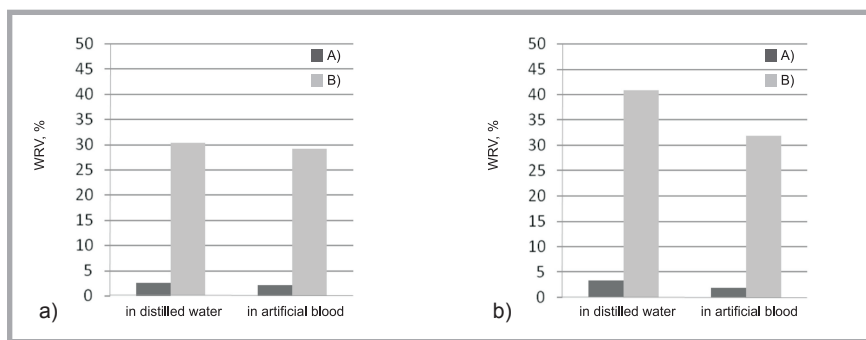 50
45
40
35
30
25
20
15
10
5
0
WRV, %
A)
B)
in distilled water
in artificial blood
a)
50
45
40
35
30
25
20
15
10
5
0
WRV, %
A)
B)
in distilled water
in artificial blood
b)